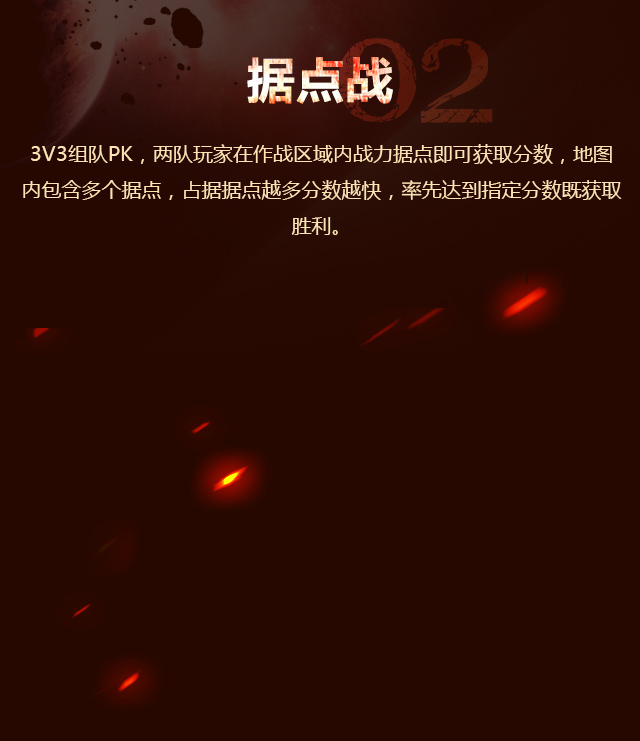 据点战
02
3V3组队PK，两队玩家在作战区域内战力据点即可获取分数，地图
内包含多个据点，占据据点越多分数越快，率先达到指定分数既获取
胜利。